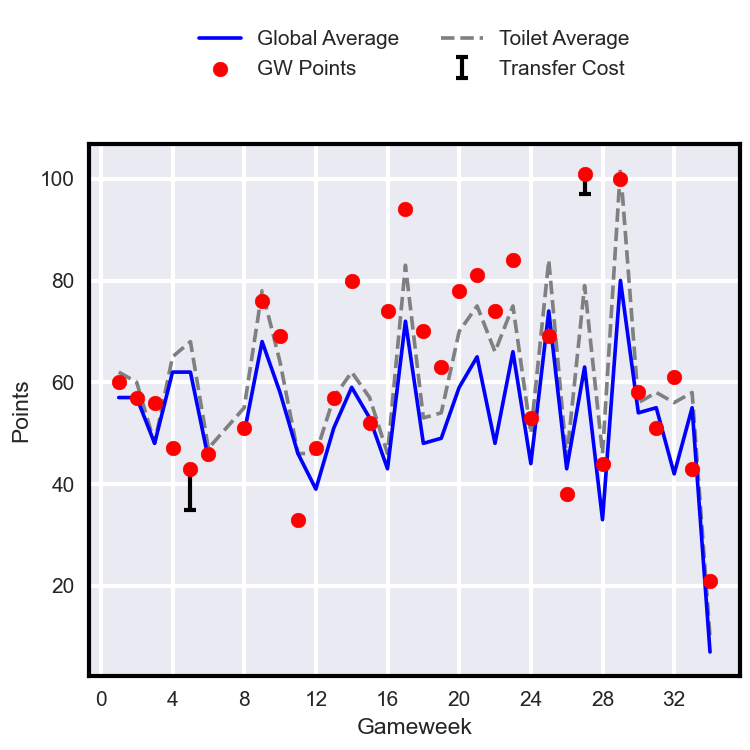 Global Average
Toilet Average
GW Points
Transfer Cost
100
80
60
40
20
Points
0 4 8 12 16 20 24 28 32
Gameweek